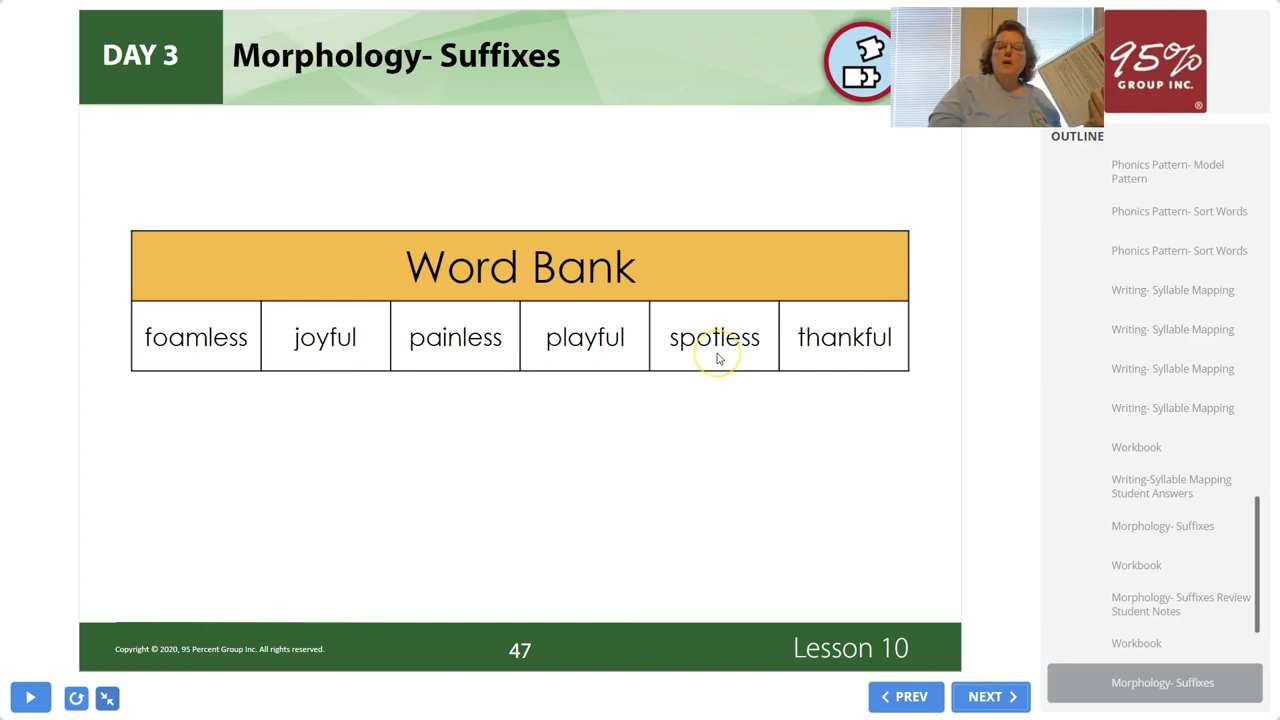 DAY 3
Morphology- Suffixes
95%
GROUP INC.
®
OUTLINE
Phonics Pattern- Model
Pattern
Phonics Pattern- Sort Words
Phonics Pattern- Sort Words
Writing- Syllable Mapping
Writing- Syllable Mapping
Writing- Syllable Mapping
Writing- Syllable Mapping
Workbook
Writing-Syllable Mapping
Student Answers
Morphology- Suffixes
Workbook
Morphology- Suffixes Review
Student Notes
Workbook
Morphology- Suffixes
Word Bank
foamless joyful painless playful spotless thankful
Copyright © 2020, 95 Percent Group Inc. All rights reserved.
47
Lesson 10
PREV
NEXT